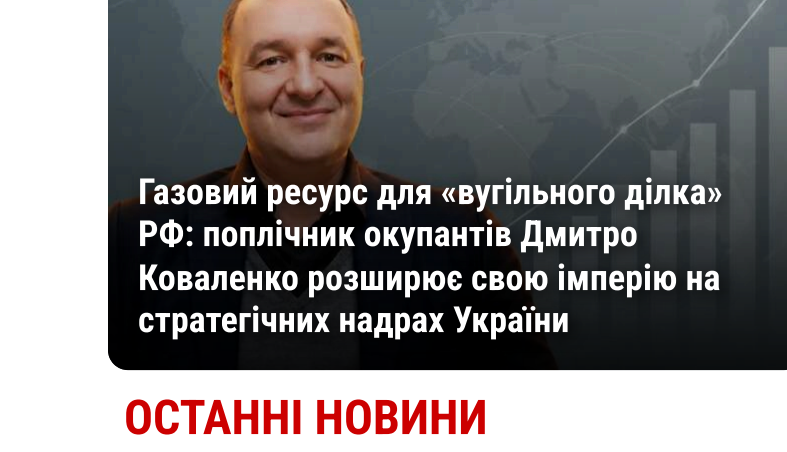 Газовий ресурс для «вугільного ділка»
РФ: поплічник окупантів Дмитро
Коваленко розширює свою імперію на
стратегічних надрах України
ОСТАННІ НОВИНИ